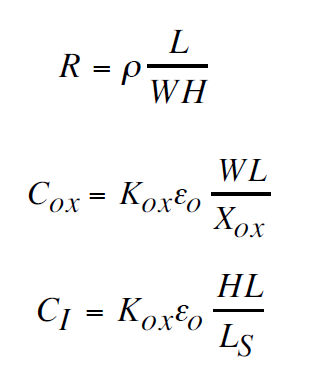 R = ρ L / WH
C_ox = K_ox ε_o WL / X_ox
C_I = K_ox ε_o HL / L_S